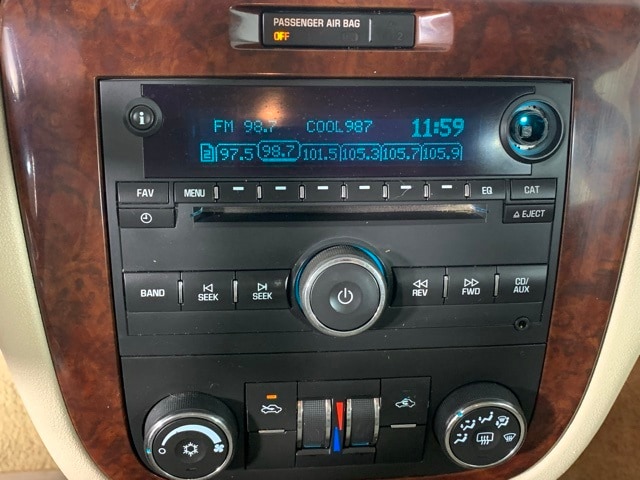 PASSENGER AIR BAG
OFF
i
FM 98.7 COOL987 11:59
2 97.5 98.7 101.5 105.3 105.7 105.9
FAV MENU EQ CAT
EJECT
BAND SEEK SEEK REV FWD CD/
AUX